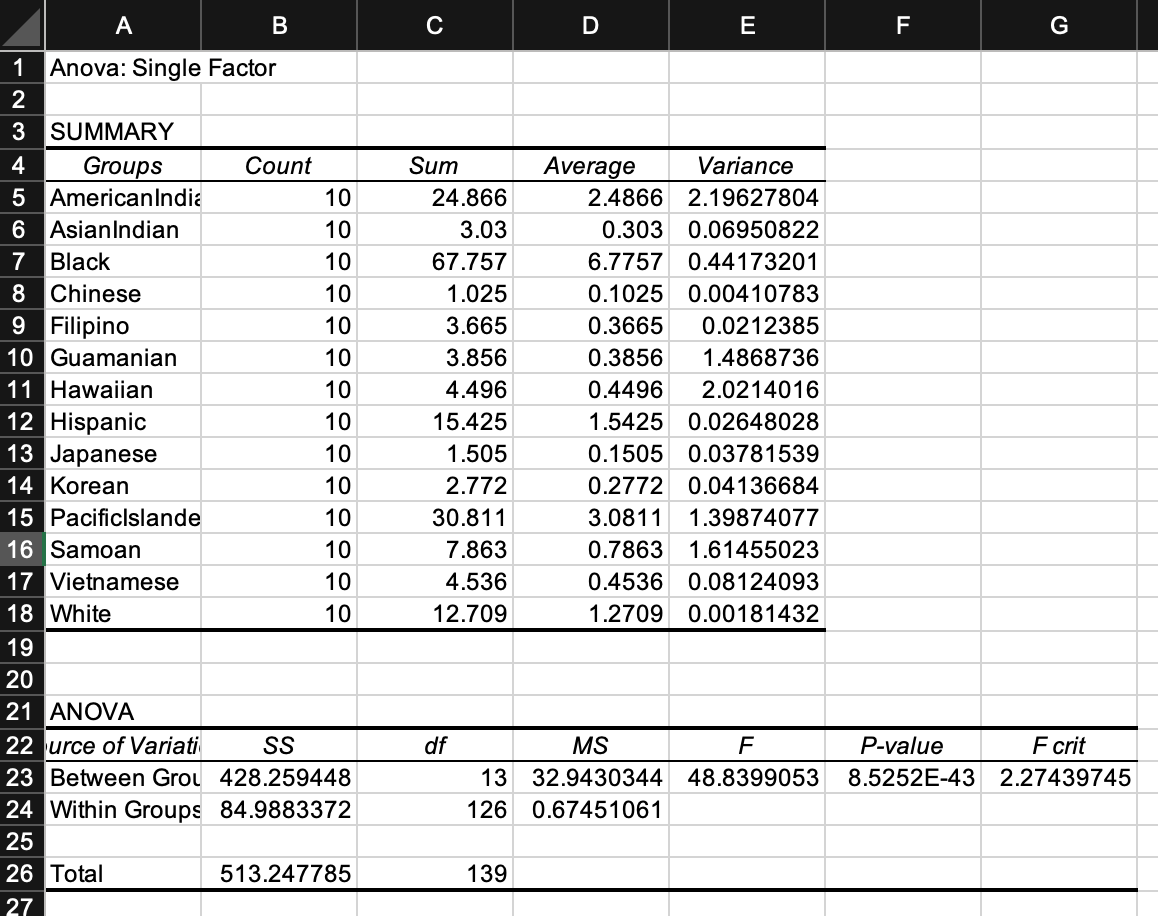 A B C D E F G
1 Anova: Single Factor
2
3 SUMMARY
4 Groups Count Sum Average Variance
5 AmericanIndia 10 24.866 2.4866 2.19627804
6 AsianIndian 10 3.03 0.303 0.06950822
7 Black 10 67.757 6.7757 0.44173201
8 Chinese 10 1.025 0.1025 0.00410783
9 Filipino 10 3.665 0.3665 0.0212385
10 Guamanian 10 3.856 0.3856 1.4868736
11 Hawaiian 10 4.496 0.4496 2.0214016
12 Hispanic 10 15.425 1.5425 0.02648028
13 Japanese 10 1.505 0.1505 0.03781539
14 Korean 10 2.772 0.2772 0.04136684
15 PacificIslande 10 30.811 3.0811 1.39874077
16 Samoan 10 7.863 0.7863 1.61455023
17 Vietnamese 10 4.536 0.4536 0.08124093
18 White 10 12.709 1.2709 0.00181432
19
20
21 ANOVA
22 urce of Variati SS df MS F P-value F crit
23 Between Grou 428.259448 13 32.9430344 48.8399053 8.5252E-43 2.27439745
24 Within Groups 84.9883372 126 0.67451061
25
26 Total 513.247785 139
27